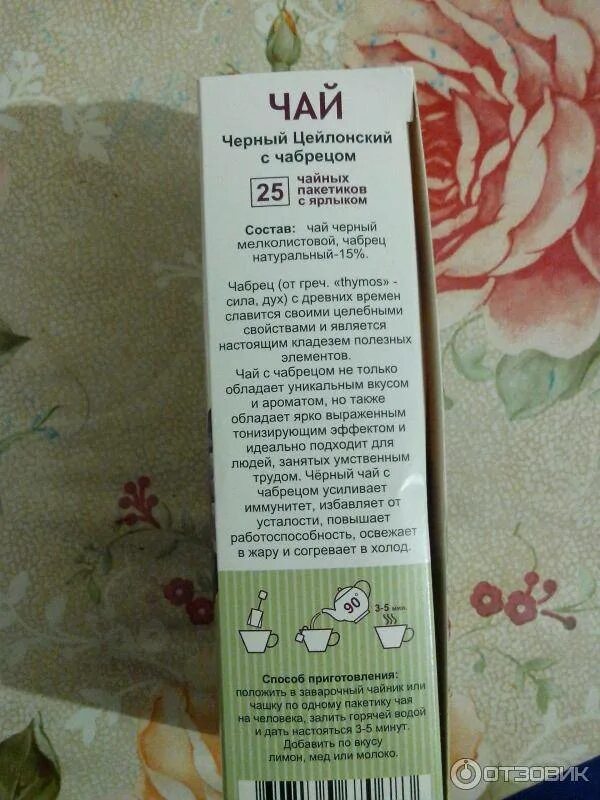 ЧАЙ
Черный Цейлонский
с чабрецом
25 чайных
пакетиков
с ярлыком
Состав: чай черный
мелколистовой, чабрец
натуральный-15%.
Чабрец (от греч. «thymos» -
сила, дух) с древних времен
славится своими целебными
свойствами и является
настоящим кладезем полезных
элементов.
Чай с чабрецом не только
обладает уникальным вкусом
и ароматом, но также
обладает ярко выраженным
тонизирующим эффектом и
идеально подходит для
людей, занятых умственным
трудом. Чёрный чай с
чабрецом усиливает
иммунитет, избавляет от
усталости, повышает
работоспособность, освежает
в жару и согревает в холод.
90°
3-5 мин.
Способ приготовления:
положить в заварочный чайник или
чашку по одному пакетику чая
на человека, залить горячей водой
и дать настояться 3-5 минут.
Добавить по вкусу
лимон, мед или молоко.
ОТЗОВИК